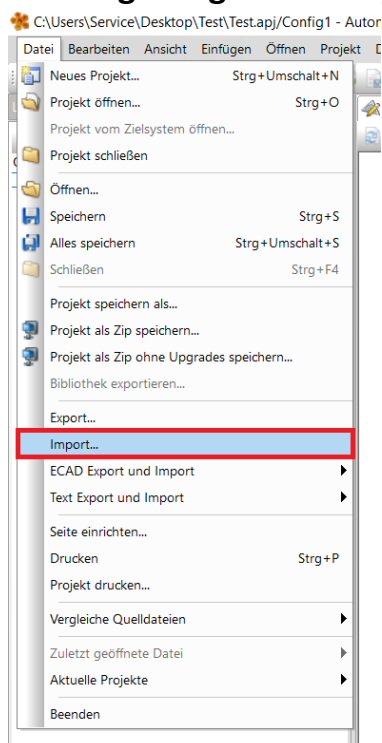 C:\Users\Service\Desktop\Test\Test.apj/Config1 - Autom
Datei Bearbeiten Ansicht Einfügen Öffnen Projekt
Neues Projekt... Strg+Umschalt+N
Projekt öffnen... Strg+O
Projekt vom Zielsystem öffnen...
Projekt schließen
Öffnen...
Speichern Strg+S
Alles speichern Strg+Umschalt+S
Schließen Strg+F4
Projekt speichern als...
Projekt als Zip speichern...
Projekt als Zip ohne Upgrades speichern...
Bibliothek exportieren...
Export...
Import...
ECAD Export und Import
Text Export und Import
Seite einrichten...
Drucken Strg+P
Projekt drucken...
Vergleiche Quelldateien
Zuletzt geöffnete Datei
Aktuelle Projekte
Beenden